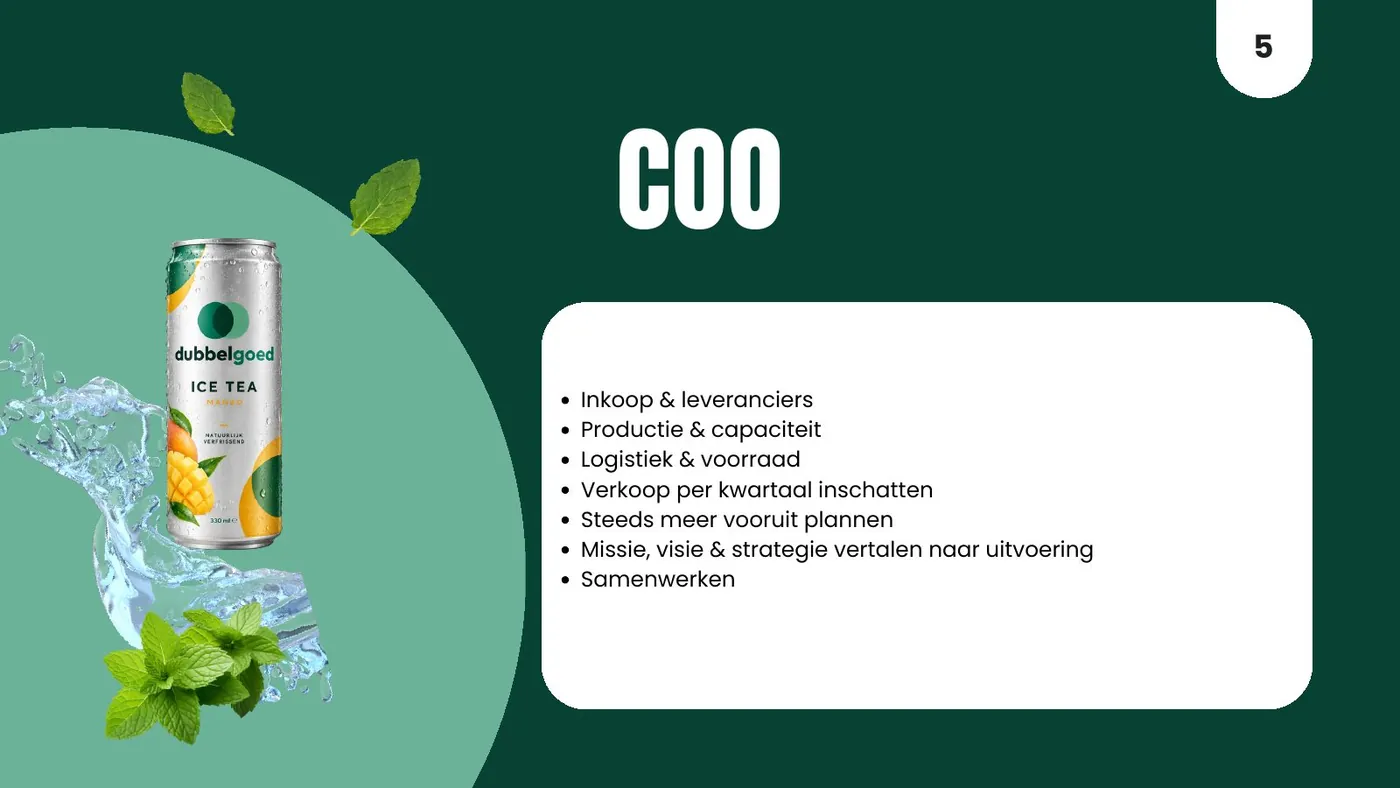 5
COO
dubbelgoed
ICE TEA
MANGO
NATUURLIJK
VERFRISSEND
330 ml e
• Inkoop & leveranciers
• Productie & capaciteit
• Logistiek & voorraad
• Verkoop per kwartaal inschatten
• Steeds meer vooruit plannen
• Missie, visie & strategie vertalen naar uitvoering
• Samenwerken